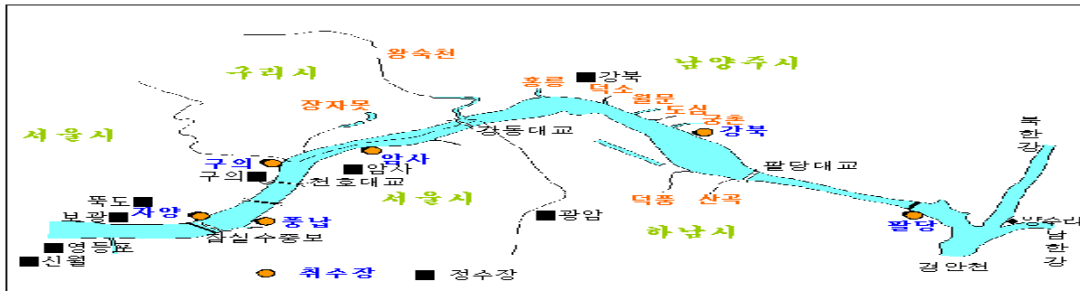 왕숙천
구리시
남양주시
홍릉
강북
덕소
월문
장자못
도심
궁촌
강북
서울시
강동대교
북한강
구의
암사
암사
팔당대교
구의
천호대교
뚝도
서울시
덕풍
산곡
보광
자양
풍납
광암
팔당
양수리
잠실수중보
하남시
남한강
영등포
경안천
신월
취수장
정수장